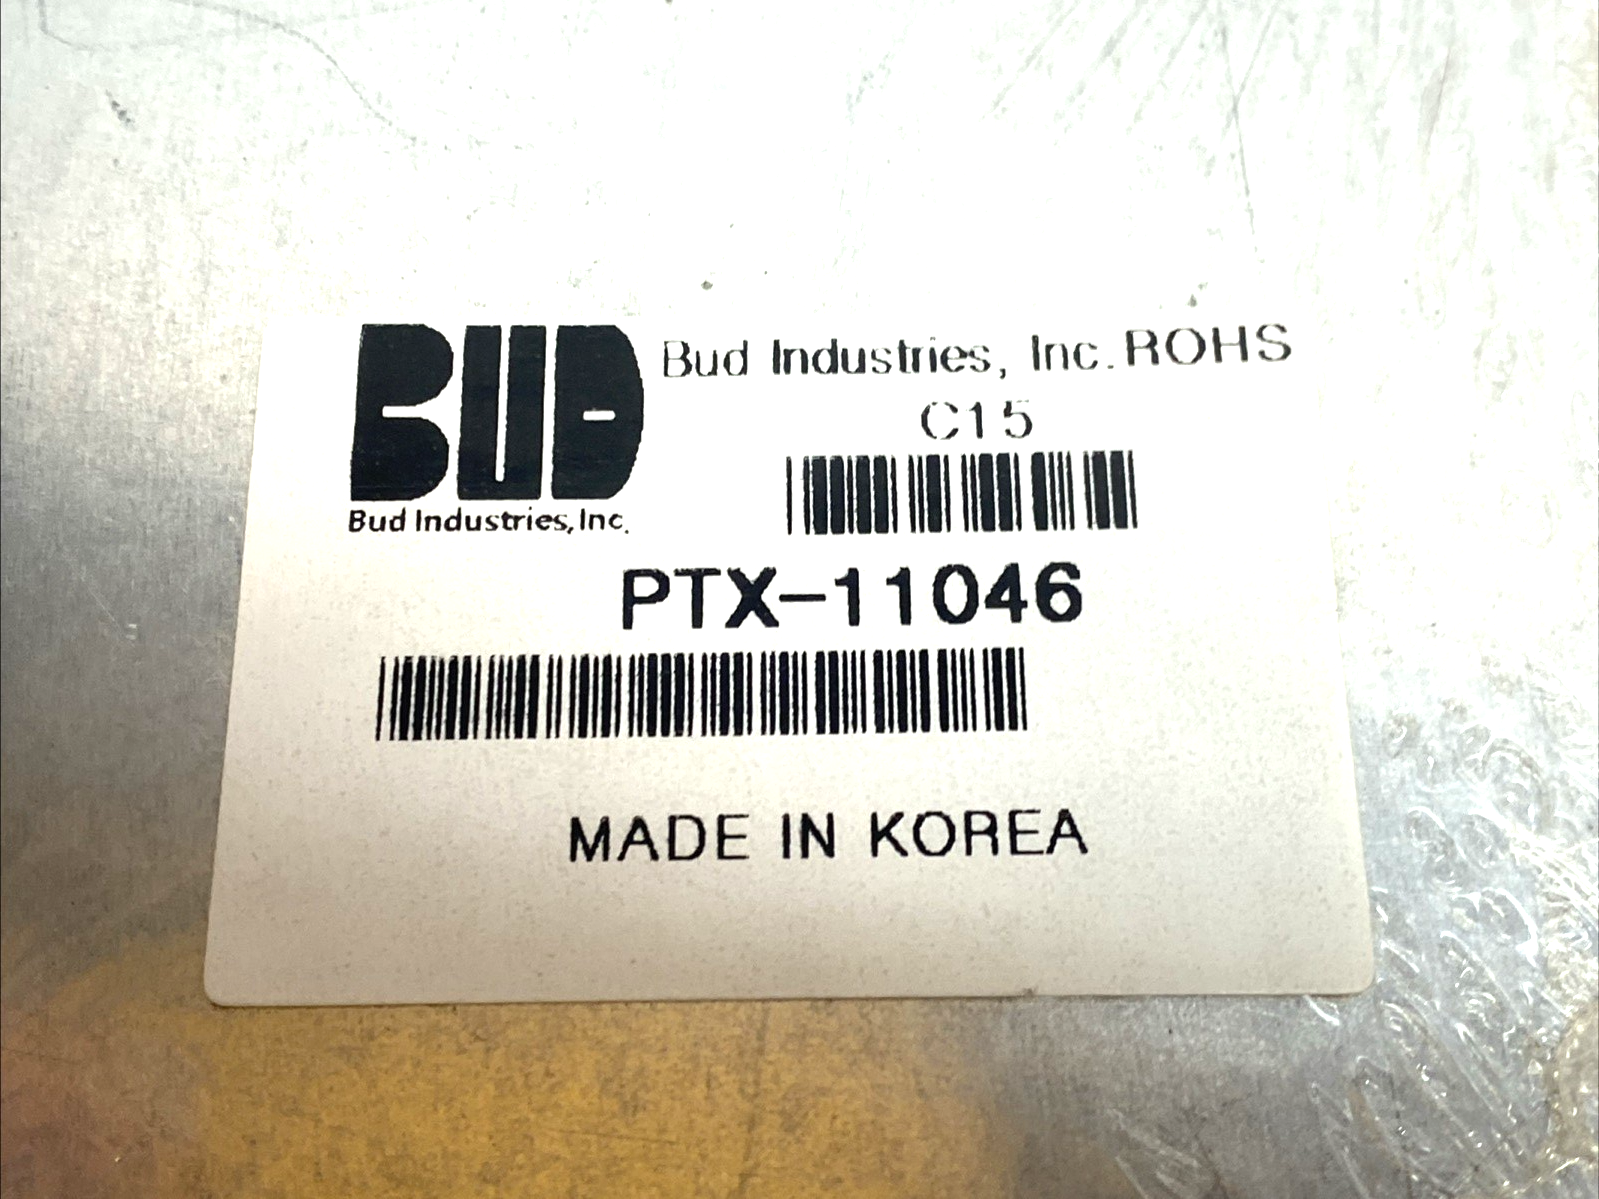 BUD
Bud Industries, Inc.
Bud Industries, Inc. ROHS
C15
PTX-11046
MADE IN KOREA